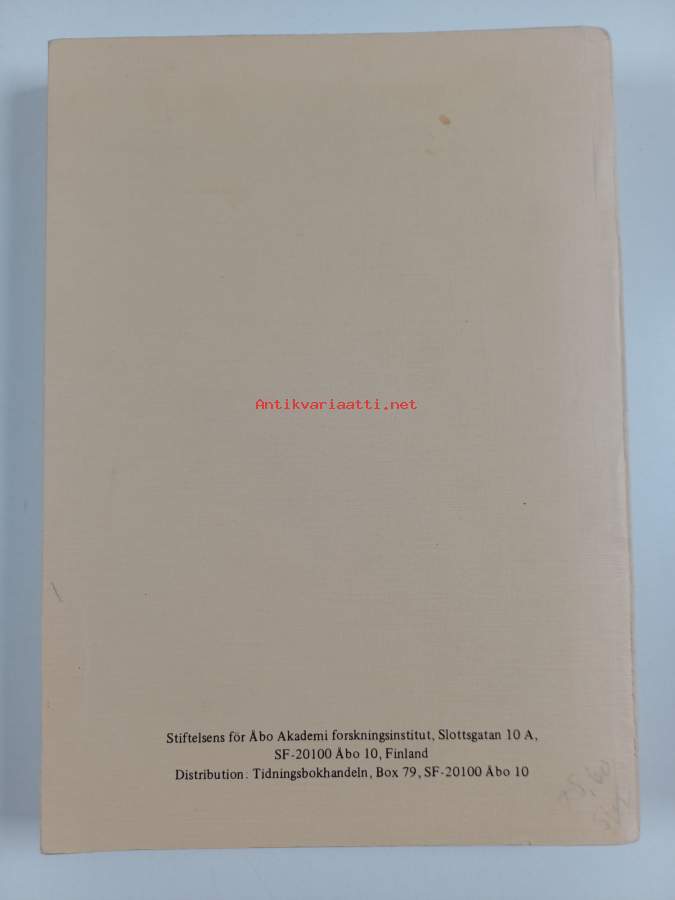 Antikvariaatti.net
Stiftelsens för Åbo Akademi forskningsinstitut, Slottsgatan 10 A,
SF-20100 Åbo 10, Finland
Distribution: Tidningsbokhandeln, Box 79, SF-20100 Åbo 10